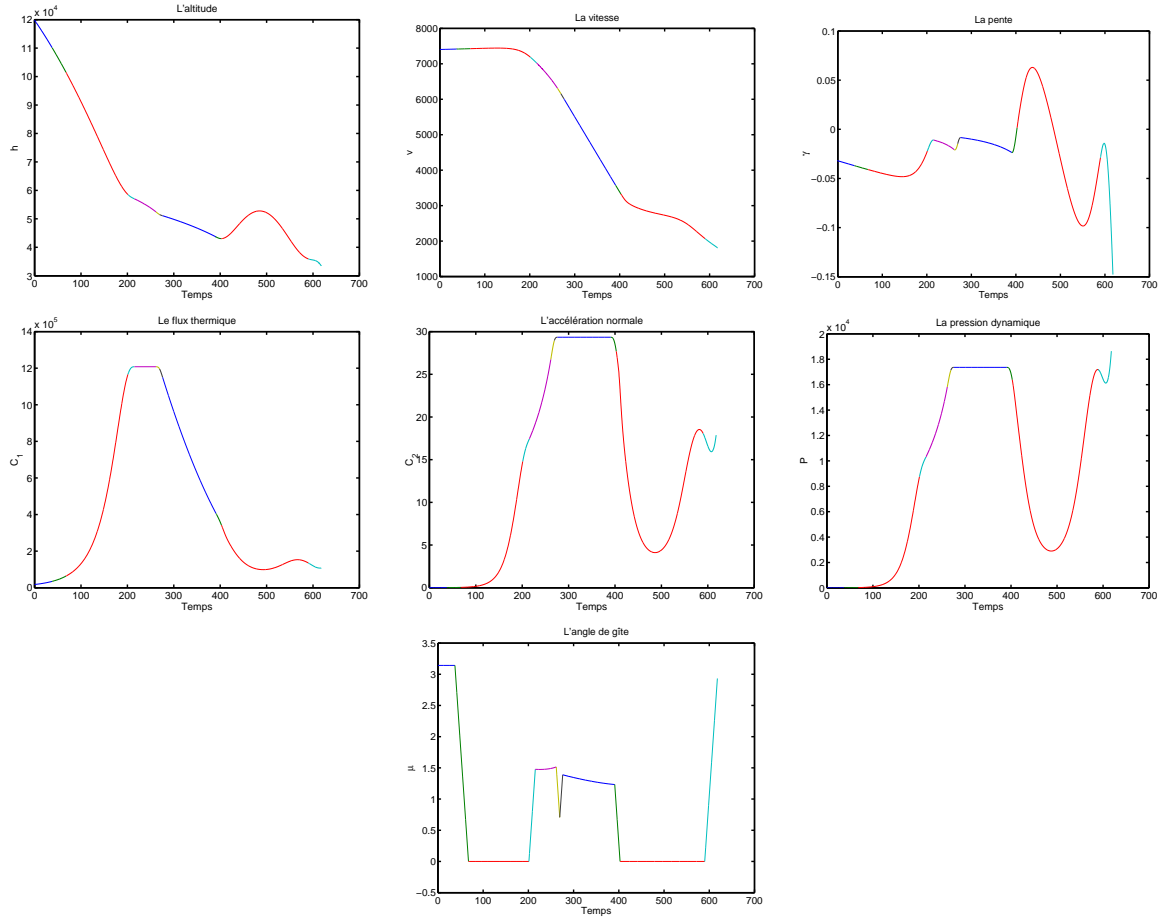 L'altitude
x 10^4
12
11
10
9
8
7
6
5
4
3
h
0 100 200 300 400 500 600 700
Temps
La vitesse
8000
7000
6000
5000
4000
3000
2000
1000
v
0 100 200 300 400 500 600 700
Temps
La pente
0.1
0.05
0
−0.05
−0.1
−0.15
γ
0 100 200 300 400 500 600 700
Temps
Le flux thermique
x 10^5
14
12
10
8
6
4
2
0
C_1
0 100 200 300 400 500 600 700
Temps
L'accélération normale
30
25
20
15
10
5
0
C_2
0 100 200 300 400 500 600 700
Temps
La pression dynamique
x 10^4
2
1.8
1.6
1.4
1.2
1
0.8
0.6
0.4
0.2
0
P
0 100 200 300 400 500 600 700
Temps
L'angle de gîte
3.5
3
2.5
2
1.5
1
0.5
0
−0.5
μ
0 100 200 300 400 500 600 700
Temps